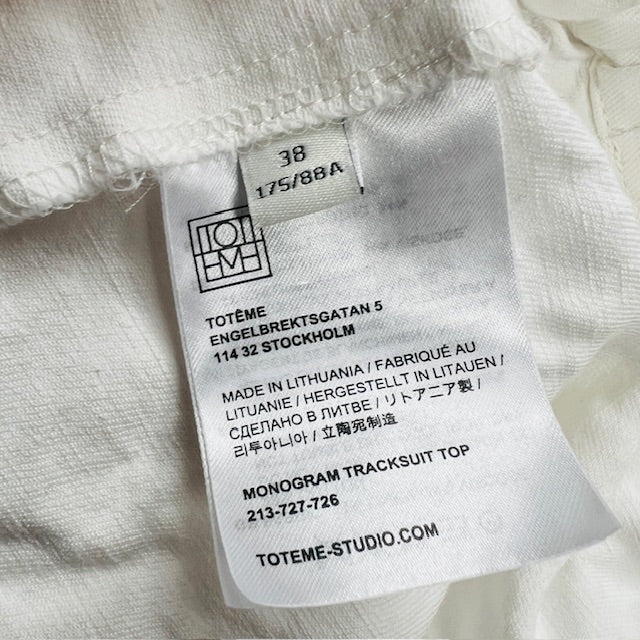 38
175/88A
TOT
EME
TOTÊME
ENGELBREKTSGATAN 5
114 32 STOCKHOLM
MADE IN LITHUANIA / FABRIQUÉ AU
LITUANIE / HERGESTELLT IN LITAUEN /
СДЕЛАНО В ЛИТВЕ / リトアニア製 /
리투아니아 / 立陶宛制造
MONOGRAM TRACKSUIT TOP
213-727-726
TOTEME-STUDIO.COM